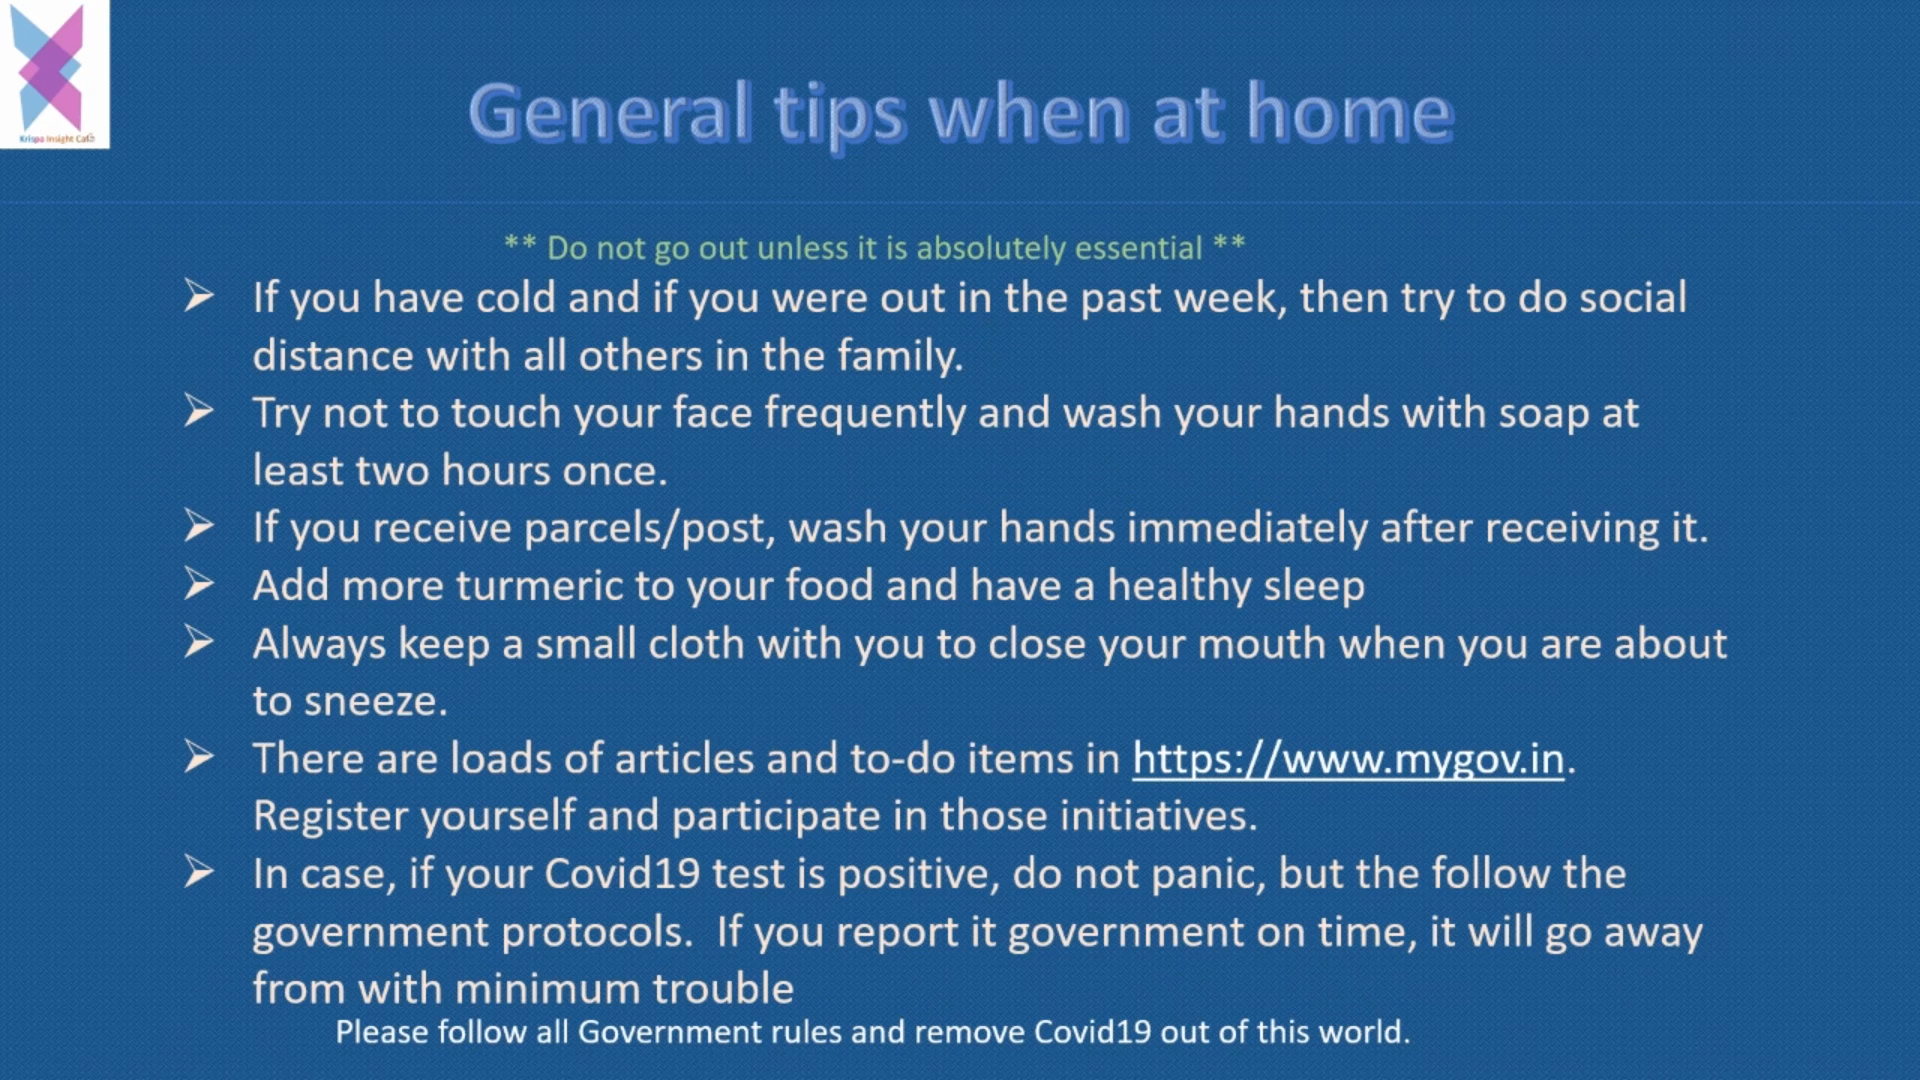 Krispa Insight Café
General tips when at home
** Do not go out unless it is absolutely essential **
➢ If you have cold and if you were out in the past week, then try to do social
distance with all others in the family.
➢ Try not to touch your face frequently and wash your hands with soap at
least two hours once.
➢ If you receive parcels/post, wash your hands immediately after receiving it.
➢ Add more turmeric to your food and have a healthy sleep
➢ Always keep a small cloth with you to close your mouth when you are about
to sneeze.
➢ There are loads of articles and to-do items in https://www.mygov.in.
Register yourself and participate in those initiatives.
➢ In case, if your Covid19 test is positive, do not panic, but the follow the
government protocols.  If you report it government on time, it will go away
from with minimum trouble
Please follow all Government rules and remove Covid19 out of this world.